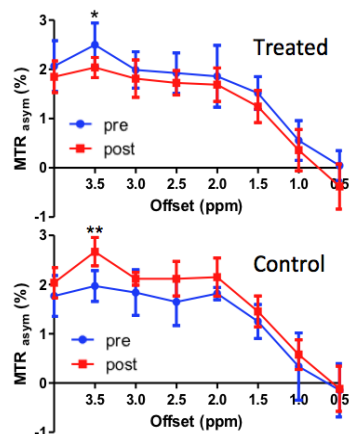 3
*
Treated
2
MTR asym (%)
1
pre
post
0
3.5 3.0 2.5 2.0 1.5 1.0 0.5
Offset (ppm)
-1
3
**
Control
2
MTR asym (%)
1
pre
post
0
3.5 3.0 2.5 2.0 1.5 1.0 0.5
Offset (ppm)
-1